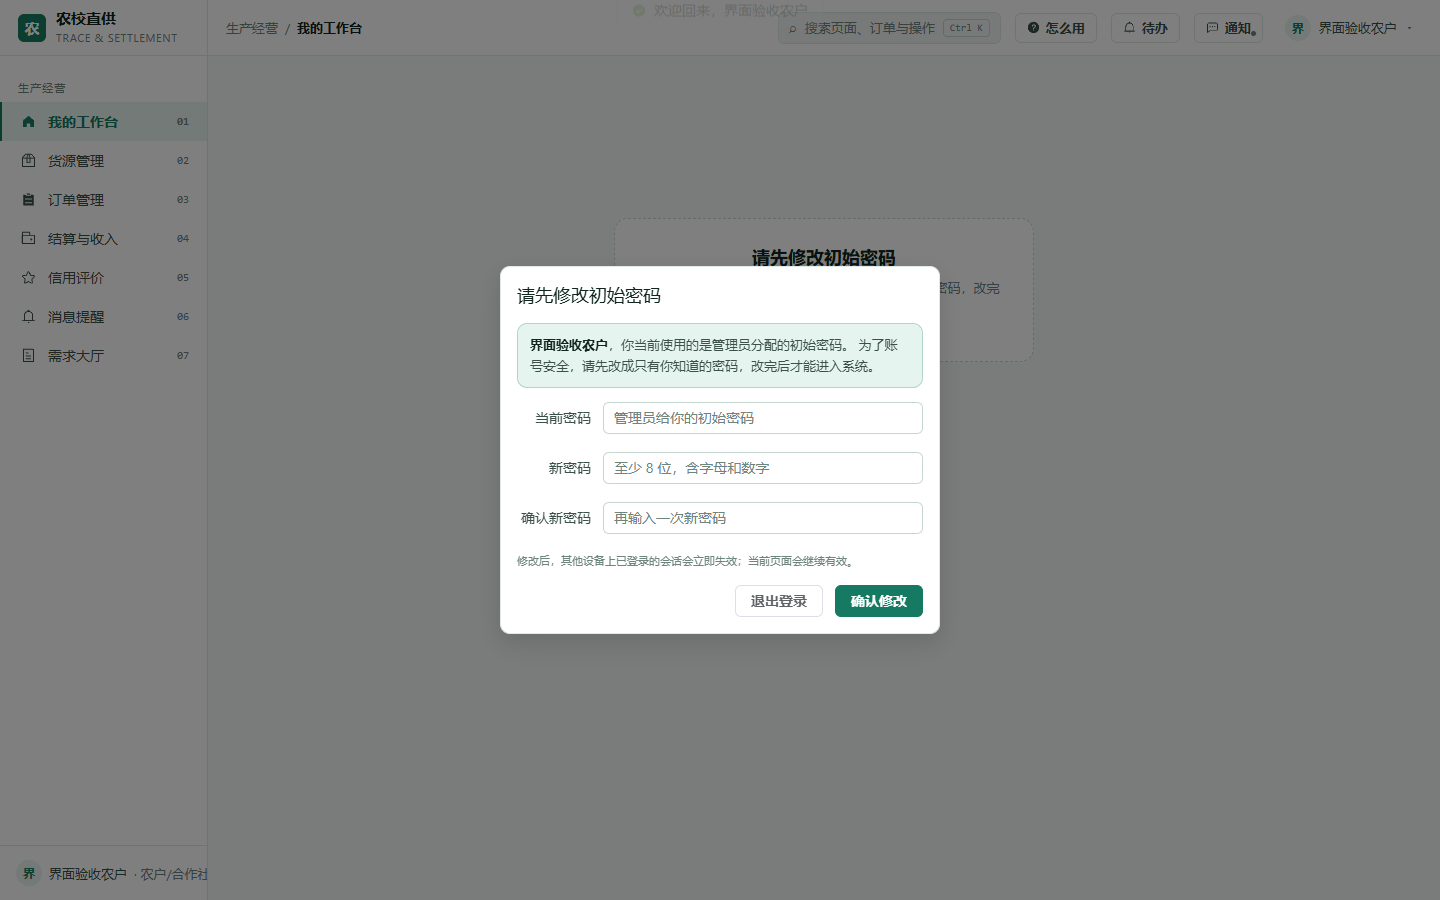 农
农校直供
TRACE & SETTLEMENT
生产经营 / 我的工作台
欢迎回来，界面验收农户
搜索页面、订单与操作 Ctrl K
怎么用
待办
通知
界 界面验收农户
生产经营
我的工作台 01
货源管理 02
订单管理 03
结算与收入 04
信用评价 05
消息提醒 06
需求大厅 07
请先修改初始密码
密码，改完
请先修改初始密码
界面验收农户，你当前使用的是管理员分配的初始密码。 为了账
号安全，请先改成只有你知道的密码，改完后才能进入系统。
当前密码 管理员给你的初始密码
新密码 至少 8 位，含字母和数字
确认新密码 再输入一次新密码
修改后，其他设备上已登录的会话会立即失效；当前页面会继续有效。
退出登录 确认修改
界 界面验收农户 · 农户/合作社